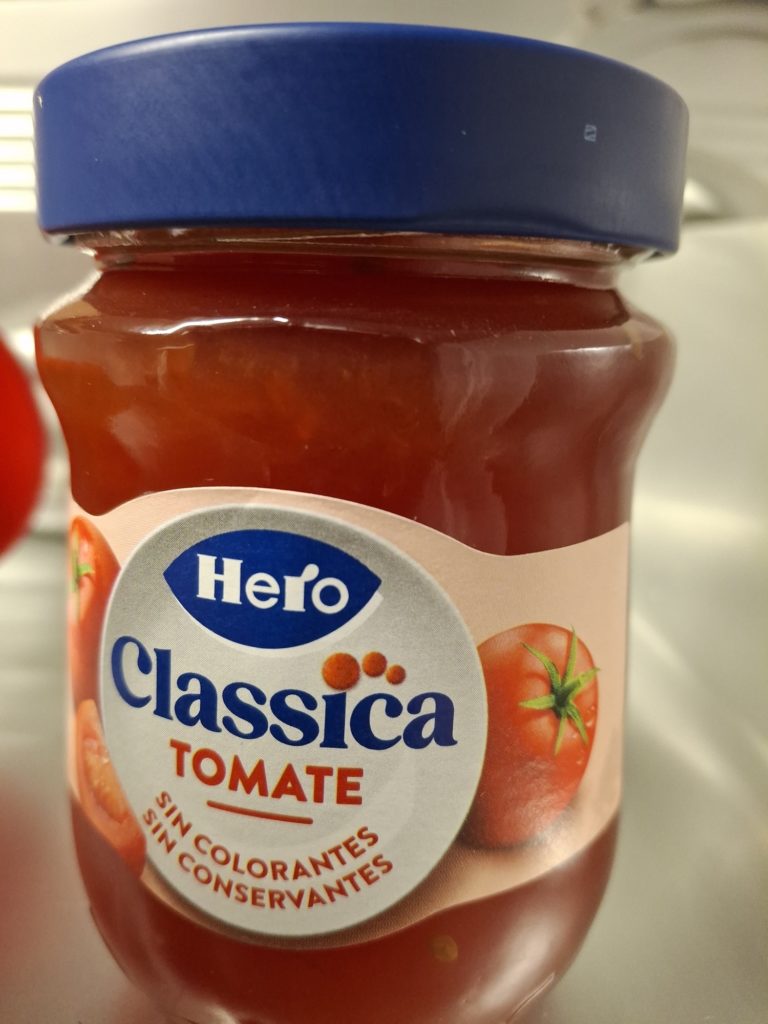 Hero
Classica
TOMATE
SIN COLORANTES
SIN CONSERVANTES